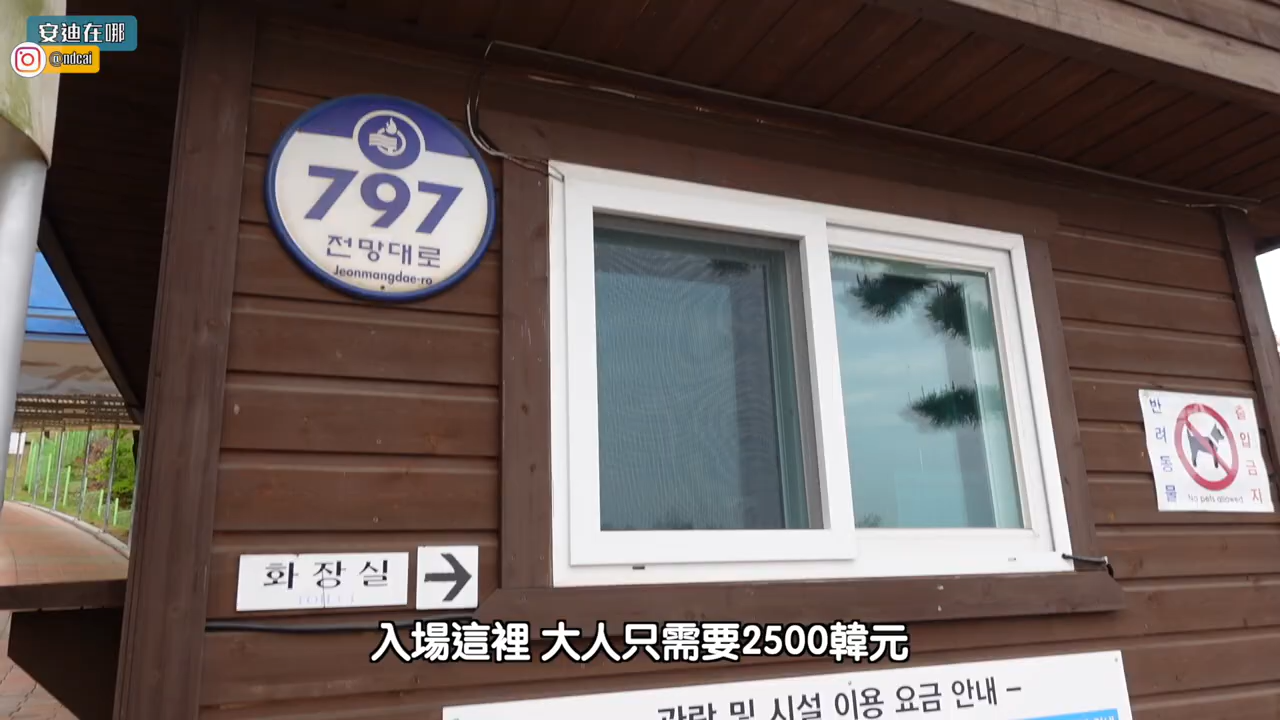 安迪在哪
@ndcai
797
전망대로
Jeonmangdae-ro
반려동물
출입금지
No pets allowed
화장실
入場這裡 大人只需要2500韓元
관람 및 시설 이용 요금 안내 –